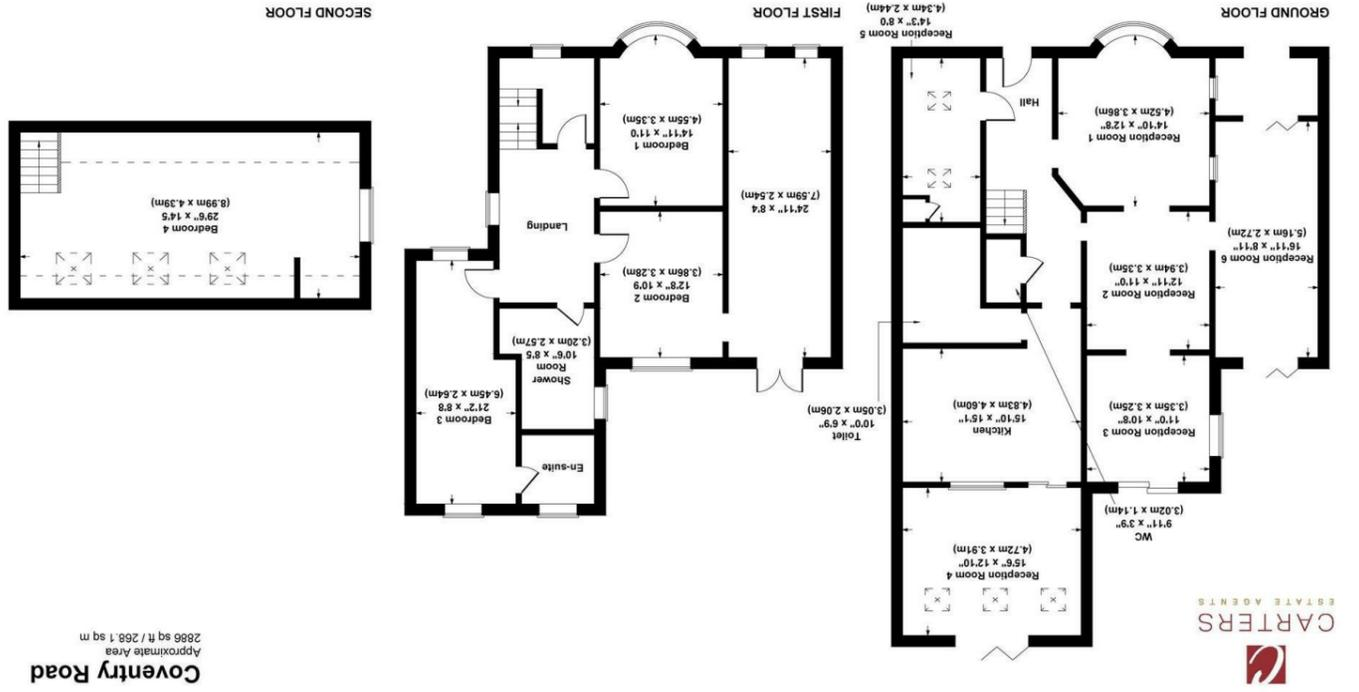 CARTERS
ESTATE AGENTS
Coventry Road
Approximate Area
2886 sq ft / 268.1 sq m
Reception Room 4
15'6" x 12'10"
(4.72m x 3.91m)
WC
9'11" x 3'9"
(3.02m x 1.14m)
Reception Room 3
11'0" x 10'8
(3.35m x 3.25m)
Kitchen
15'10" x 15'1"
(4.83m x 4.60m)
Toilet
10'0" x 6'9"
(3.05m x 2.06m)
Reception Room 6
16'11" x 8'11"
(5.16m x 2.72m)
Reception Room 2
12'11" x 11'0"
(3.94m x 3.35m)
Reception Room 1
14'10" x 12'8"
(4.52m x 3.86m)
Hall
Reception Room 5
14'3" x 8'0
(4.34m x 2.44m)
GROUND FLOOR
En-suite
Bedroom 3
21'2" x 8'8
(6.45m x 2.64m)
Shower
Room
10'6" x 8'5
(3.20m x 2.57m)
Bedroom 2
12'8" x 10'9
(3.86m x 3.28m)
Landing
24'11" x 8'4
(7.59m x 2.54m)
Bedroom 1
14'11" x 11'0
(4.55m x 3.35m)
FIRST FLOOR
Bedroom 4
29'6" x 14'5
(8.99m x 4.39m)
SECOND FLOOR